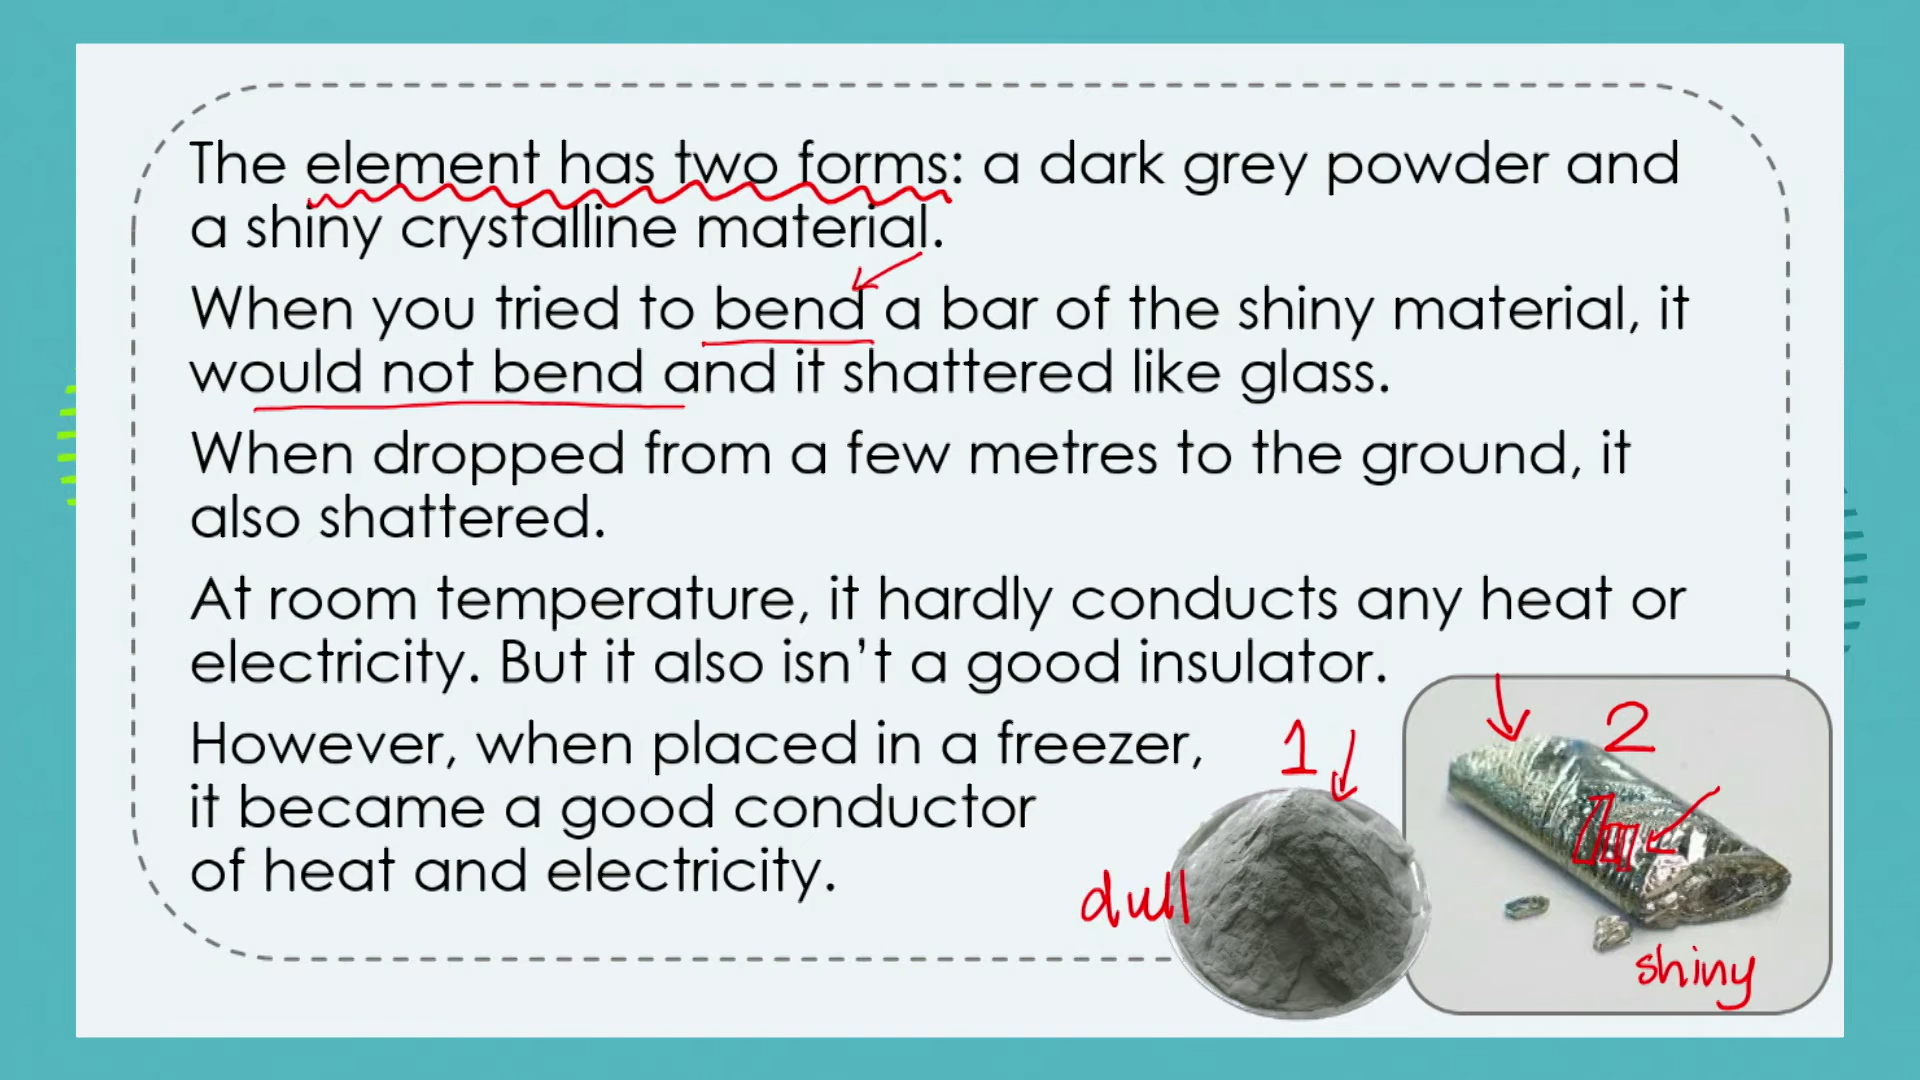 The element has two forms: a dark grey powder and
a shiny crystalline material.
When you tried to bend a bar of the shiny material, it
would not bend and it shattered like glass.
When dropped from a few metres to the ground, it
also shattered.
At room temperature, it hardly conducts any heat or
electricity. But it also isn't a good insulator.
However, when placed in a freezer,
it became a good conductor
of heat and electricity.
1
2
dull
shiny